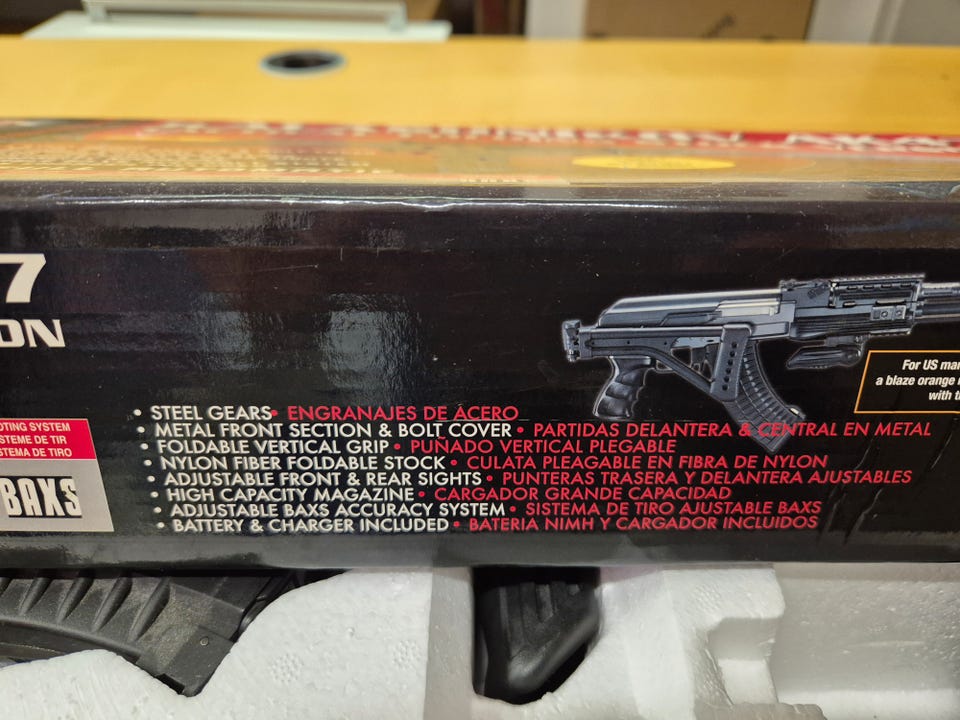 7
ON
For US mar
a blaze orange
with t
• STEEL GEARS • ENGRANAJES DE ACERO
• METAL FRONT SECTION & BOLT COVER • PARTIDAS DELANTERA & CENTRAL EN METAL
• FOLDABLE VERTICAL GRIP • PUÑADO VERTICAL PLEGABLE
• NYLON FIBER FOLDABLE STOCK • CULATA PLEAGABLE EN FIBRA DE NYLON
• ADJUSTABLE FRONT & REAR SIGHTS • PUNTERAS TRASERA Y DELANTERA AJUSTABLES
• HIGH CAPACITY MAGAZINE • CARGADOR GRANDE CAPACIDAD
• ADJUSTABLE BAXS ACCURACY SYSTEM • SISTEMA DE TIRO AJUSTABLE BAXS
• BATTERY & CHARGER INCLUDED • BATERIA NIMH Y CARGADOR INCLUIDOS
OTING SYSTEM
STEME DE TIR
STEMA DE TIRO
BAXS